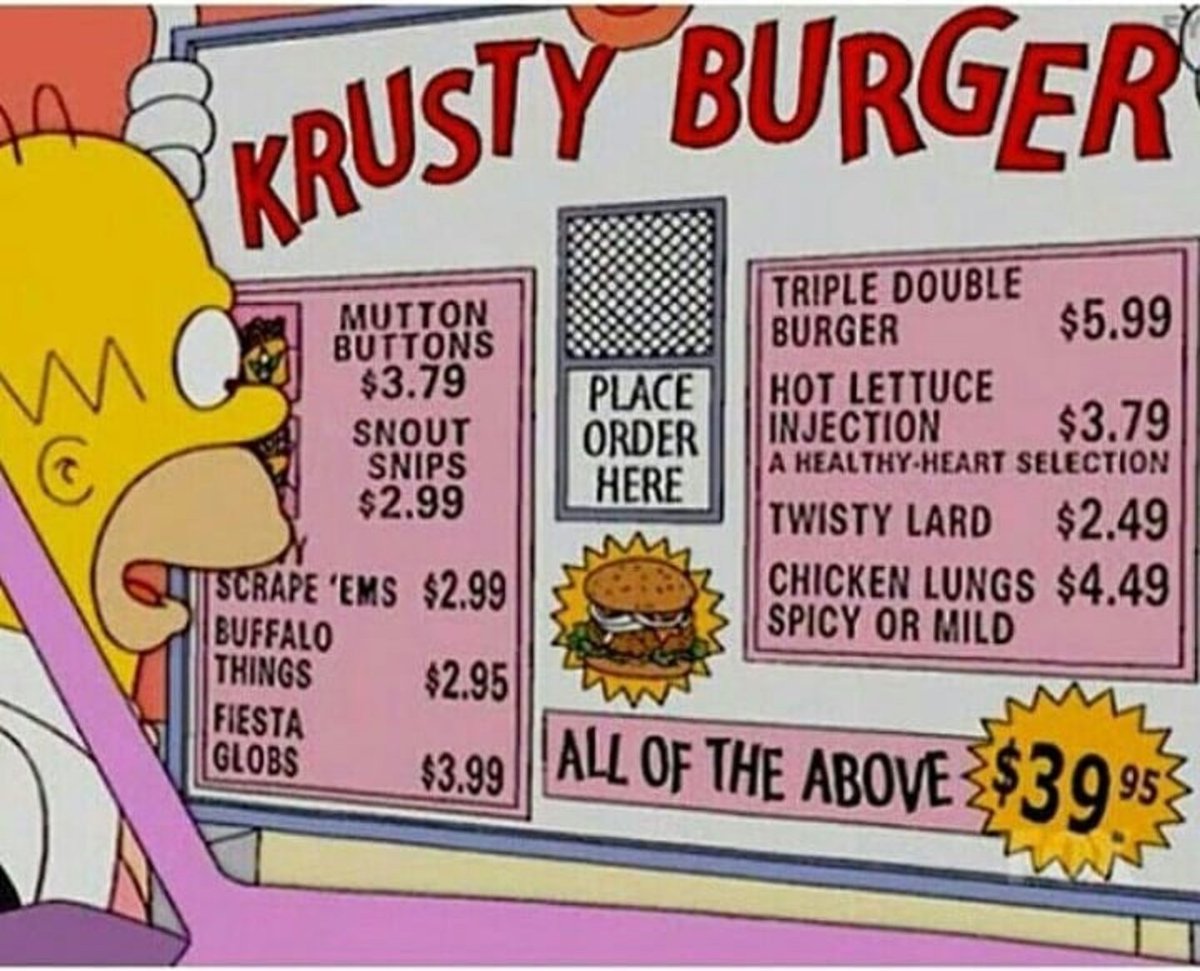 KRUSTY BURGER
MUTTON
BUTTONS
$3.79
SNOUT
SNIPS
$2.99
SCRAPE 'EMS $2.99
BUFFALO
THINGS $2.95
FIESTA
GLOBS $3.99
PLACE
ORDER
HERE
TRIPLE DOUBLE
BURGER $5.99
HOT LETTUCE
INJECTION $3.79
A HEALTHY-HEART SELECTION
TWISTY LARD $2.49
CHICKEN LUNGS $4.49
SPICY OR MILD
ALL OF THE ABOVE $39 95